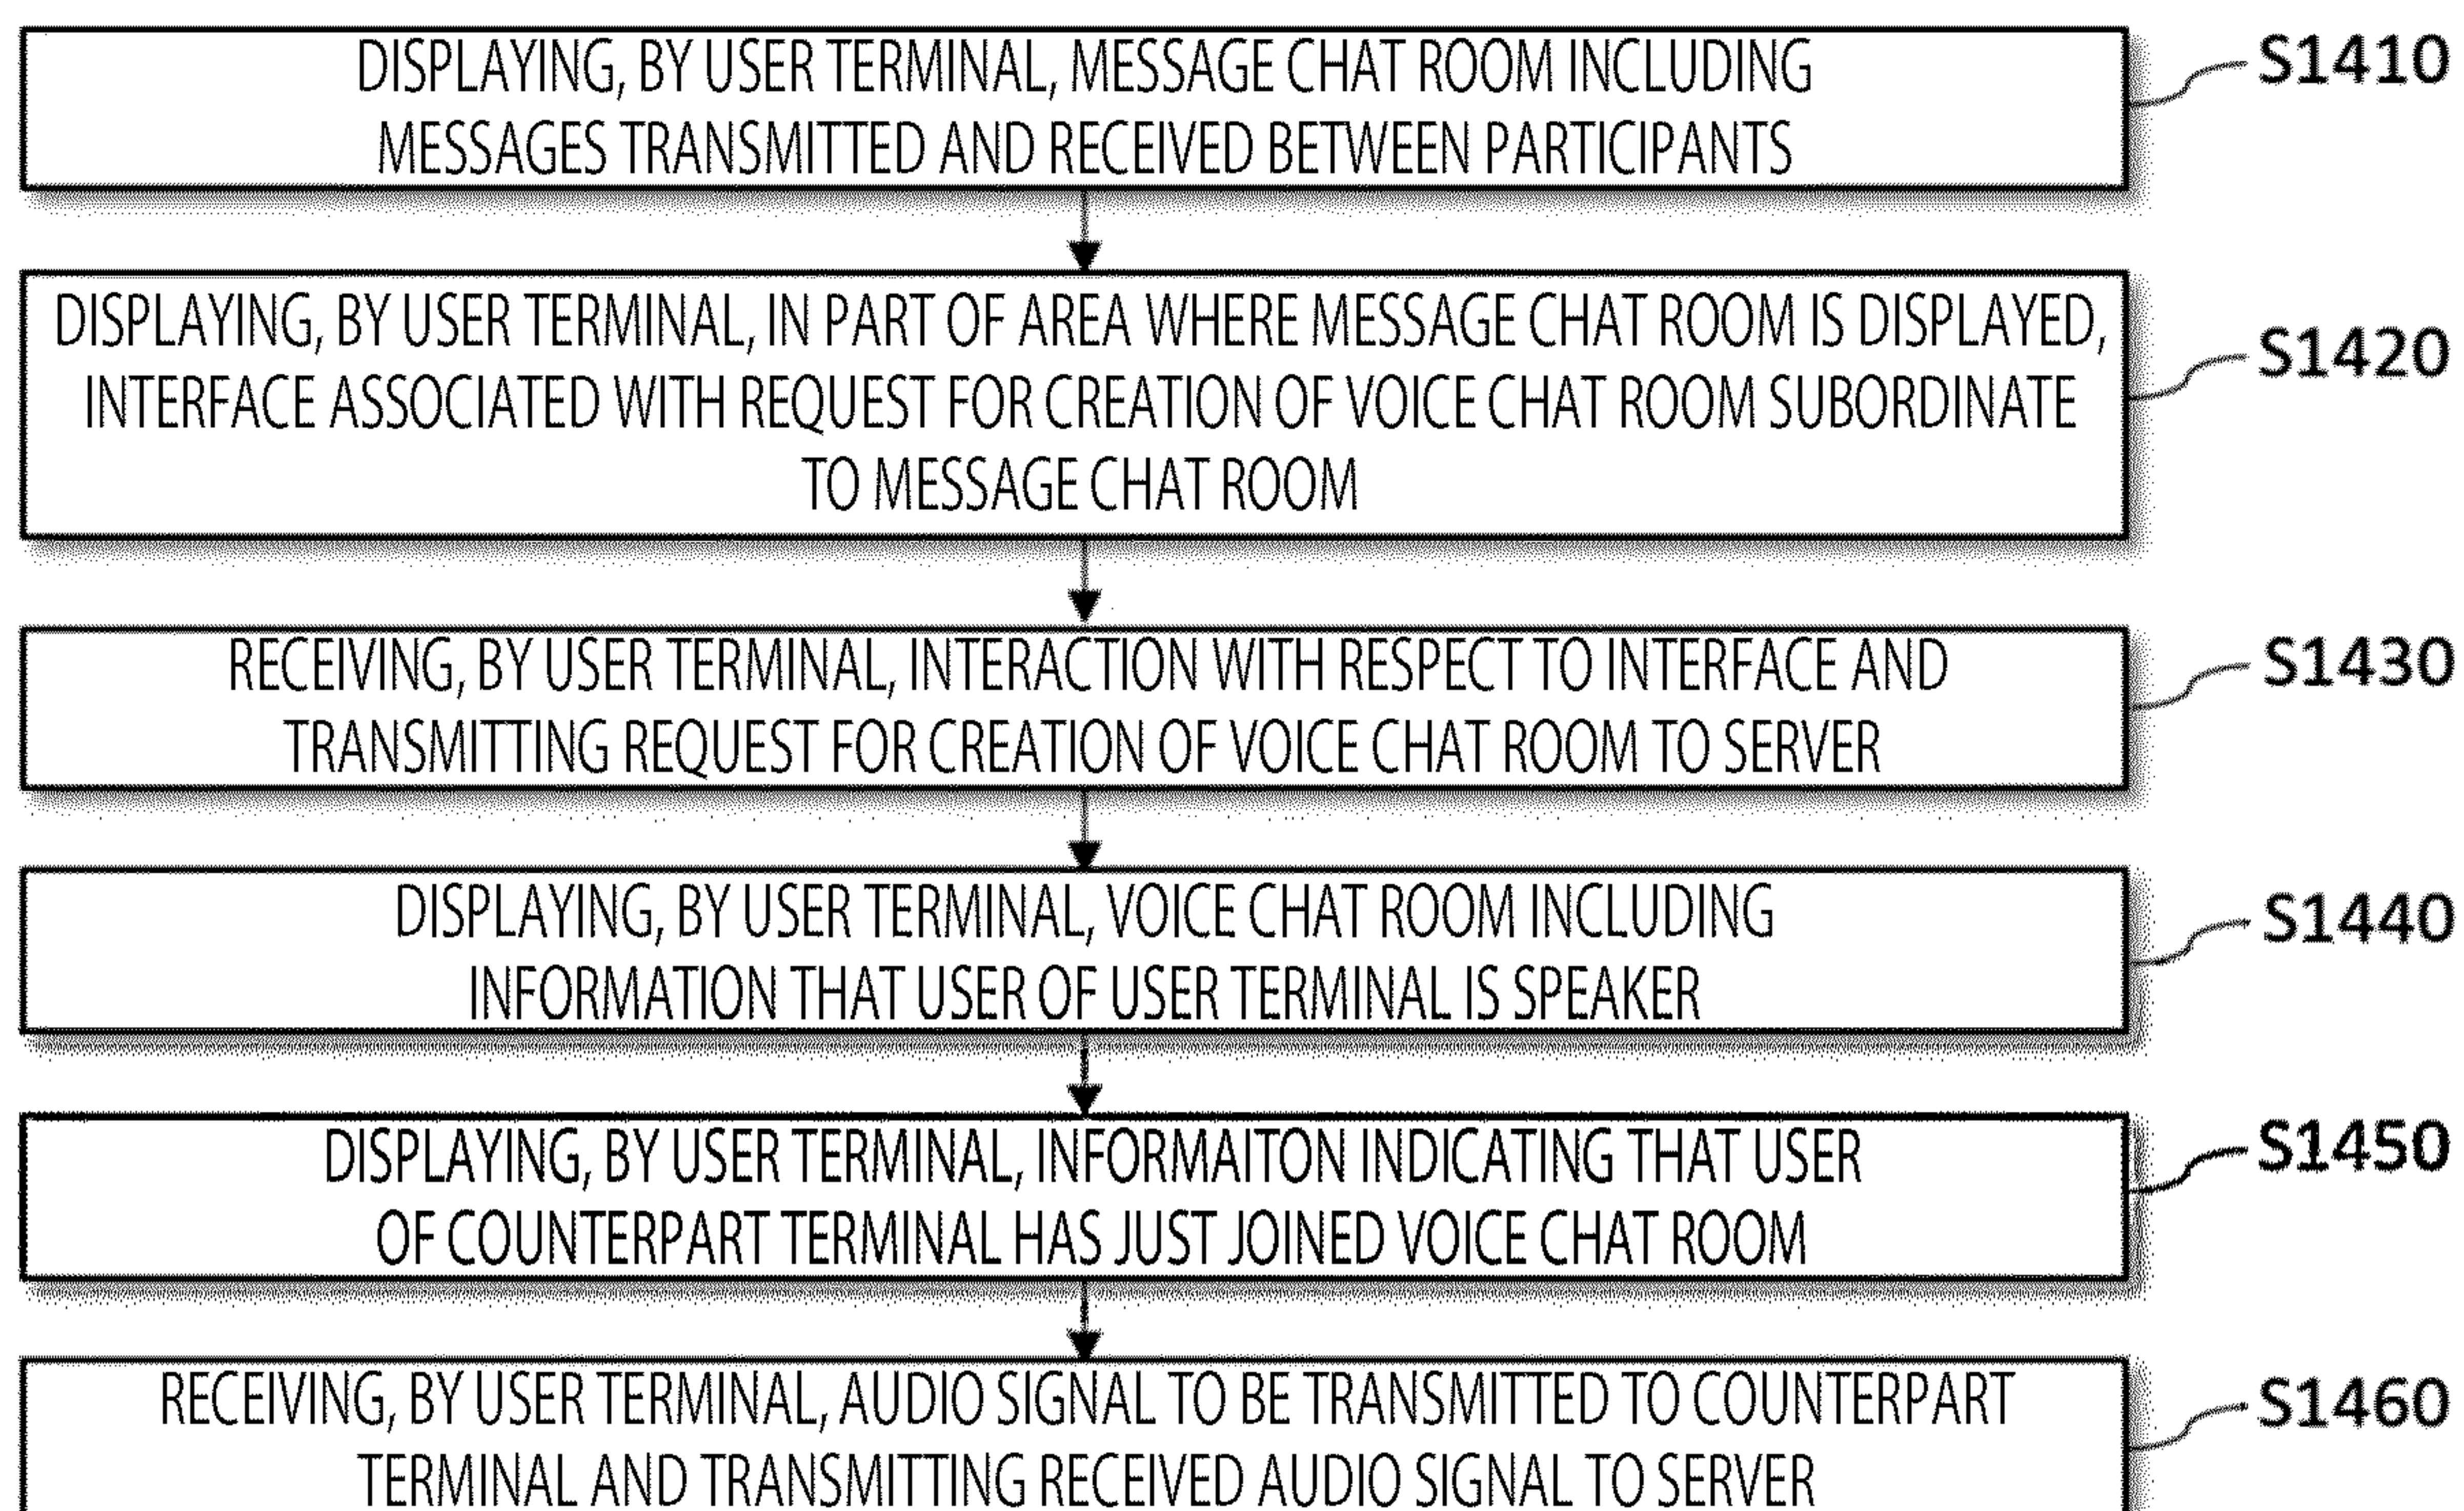 DISPLAYING, BY USER TERMINAL, MESSAGE CHAT ROOM INCLUDING
MESSAGES TRANSMITTED AND RECEIVED BETWEEN PARTICIPANTS
S1410
DISPLAYING, BY USER TERMINAL, IN PART OF AREA WHERE MESSAGE CHAT ROOM IS DISPLAYED,
INTERFACE ASSOCIATED WITH REQUEST FOR CREATION OF VOICE CHAT ROOM SUBORDINATE
TO MESSAGE CHAT ROOM
S1420
RECEIVING, BY USER TERMINAL, INTERACTION WITH RESPECT TO INTERFACE AND
TRANSMITTING REQUEST FOR CREATION OF VOICE CHAT ROOM TO SERVER
S1430
DISPLAYING, BY USER TERMINAL, VOICE CHAT ROOM INCLUDING
INFORMATION THAT USER OF USER TERMINAL IS SPEAKER
S1440
DISPLAYING, BY USER TERMINAL, INFORMAITON INDICATING THAT USER
OF COUNTERPART TERMINAL HAS JUST JOINED VOICE CHAT ROOM
S1450
RECEIVING, BY USER TERMINAL, AUDIO SIGNAL TO BE TRANSMITTED TO COUNTERPART
TERMINAL AND TRANSMITTING RECEIVED AUDIO SIGNAL TO SERVER
S1460